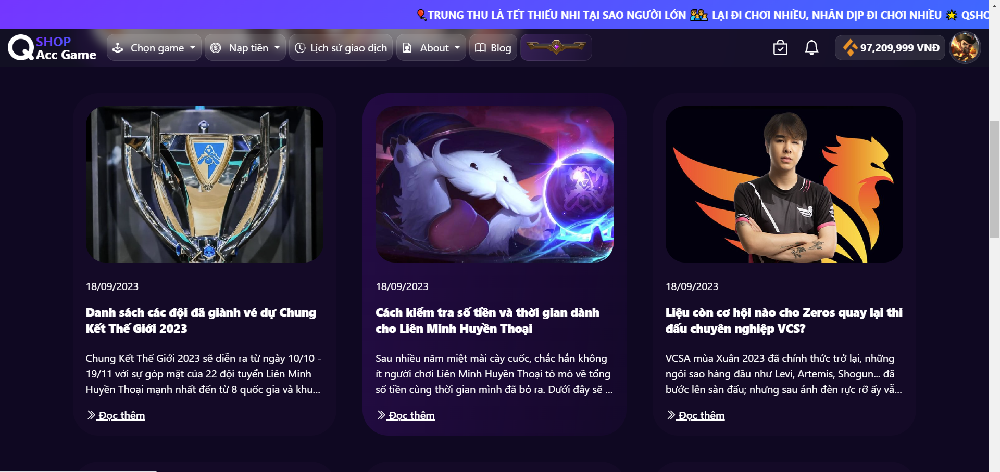 🎈TRUNG THU LÀ TẾT THIẾU NHI TẠI SAO NGƯỜI LỚN 👨‍👩‍👦 LẠI ĐI CHƠI NHIỀU, NHÂN DỊP ĐI CHƠI NHIỀU 🌟 QSHO
Q SHOP
Acc Game
Chọn game
Nạp tiền
Lịch sử giao dịch
About
Blog
97,209,999 VNĐ
18/09/2023
Danh sách các đội đã giành vé dự Chung
Kết Thế Giới 2023
Chung Kết Thế Giới 2023 sẽ diễn ra từ ngày 10/10 -
19/11 với sự góp mặt của 22 đội tuyển Liên Minh
Huyền Thoại mạnh nhất đến từ 8 quốc gia và khu...
Đọc thêm
18/09/2023
Cách kiểm tra số tiền và thời gian dành
cho Liên Minh Huyền Thoại
Sau nhiều năm miệt mài cày cuốc, chắc hẳn không
ít người chơi Liên Minh Huyền Thoại tò mò về tổng
số tiền cùng thời gian mình đã bỏ ra. Dưới đây sẽ ...
Đọc thêm
18/09/2023
Liệu còn cơ hội nào cho Zeros quay lại thi
đấu chuyên nghiệp VCS?
VCSA mùa Xuân 2023 đã chính thức trở lại, những
ngôi sao hàng đầu như Levi, Artemis, Shogun... đã
bước lên sàn đấu; nhưng sau ánh đèn rực rỡ ấy vẫ...
Đọc thêm